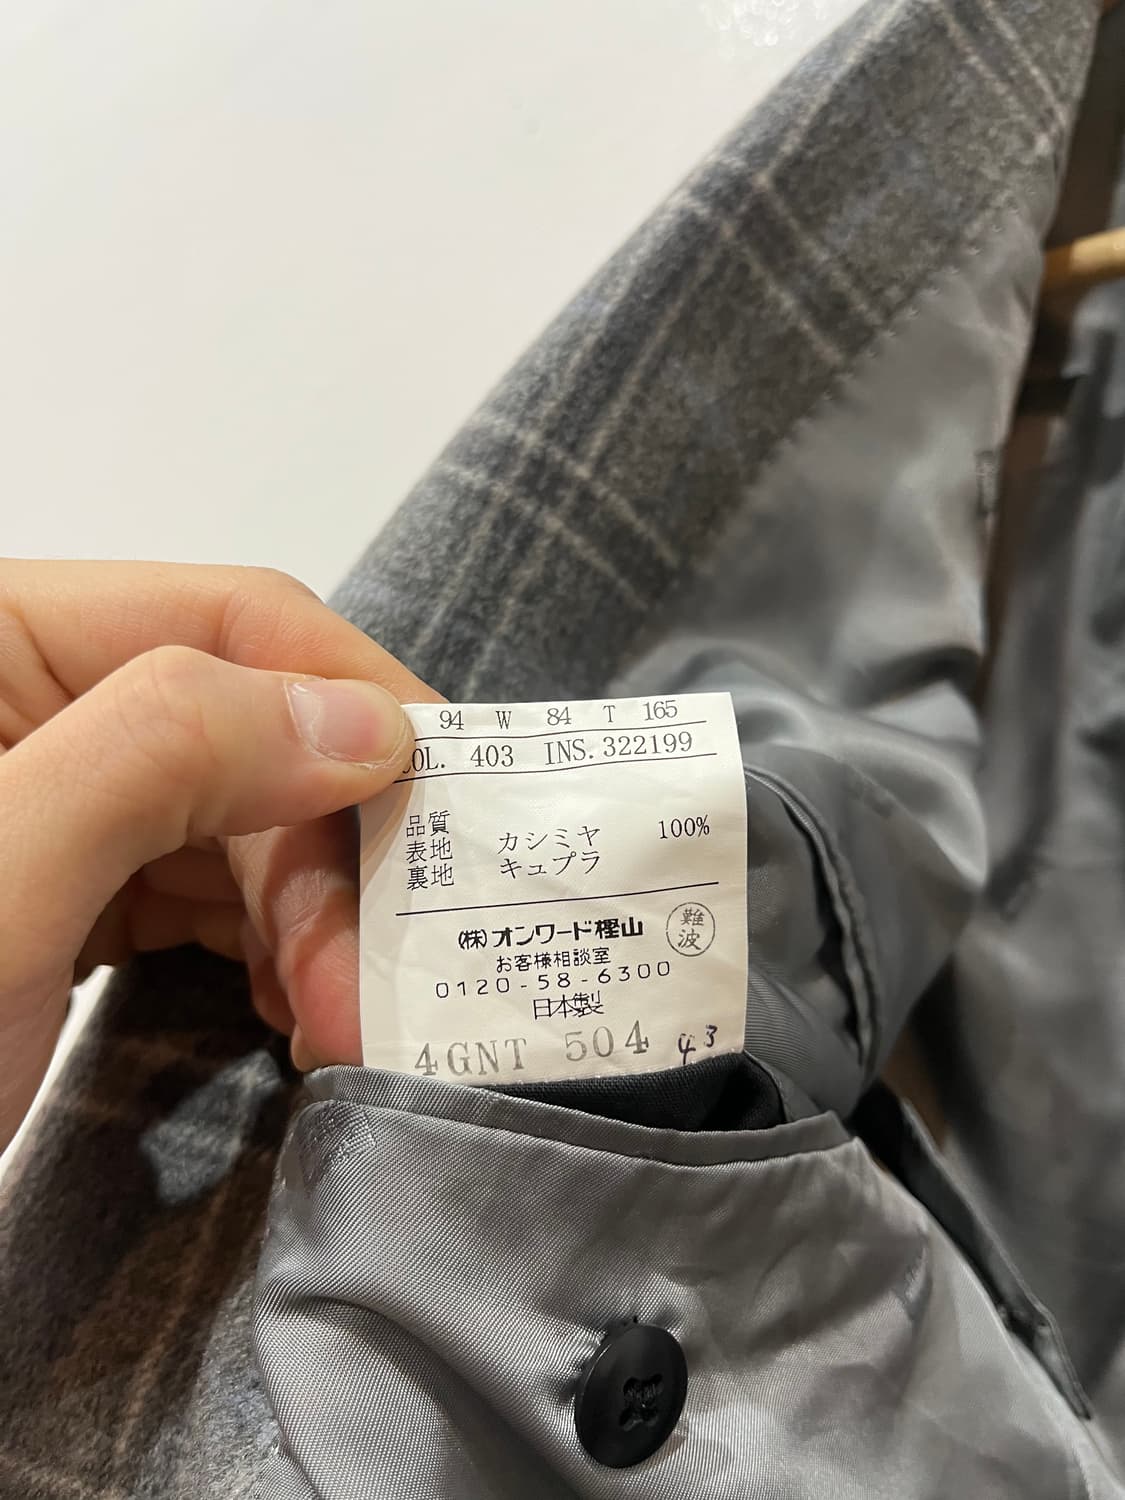 94 W 84 T 165
COL. 403 INS. 322199
品質
表地 カシミヤ 100%
裏地 キュプラ
(株)オンワード樫山 難波
お客様相談室
0120-58-6300
日本製
4GNT 504 43